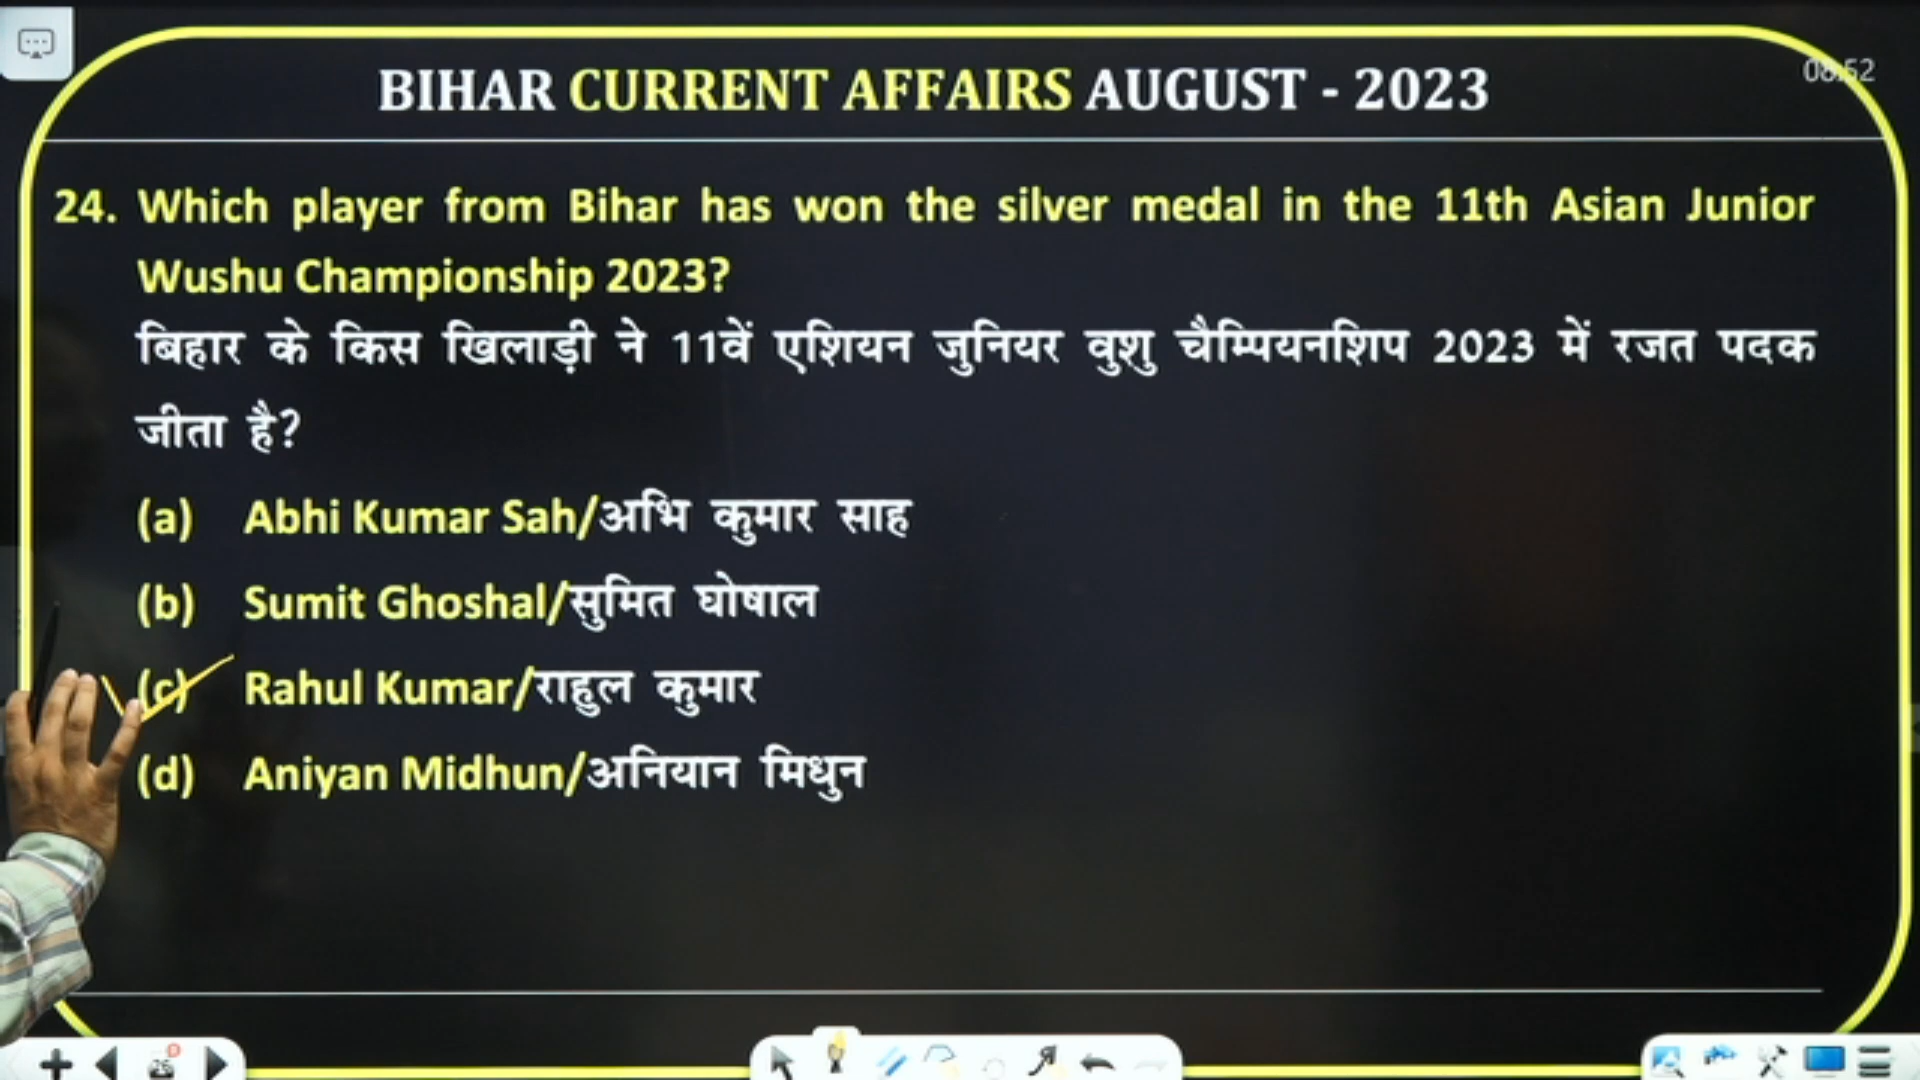 BIHAR CURRENT AFFAIRS AUGUST - 2023
08:52
24. Which player from Bihar has won the silver medal in the 11th Asian Junior
Wushu Championship 2023?
बिहार के किस खिलाड़ी ने 11वें एशियन जुनियर वुशु चैम्पियनशिप 2023 में रजत पदक
जीता है?
(a) Abhi Kumar Sah/अभि कुमार साह
(b) Sumit Ghoshal/सुमित घोषाल
(c) Rahul Kumar/राहुल कुमार
(d) Aniyan Midhun/अनियान मिधुन